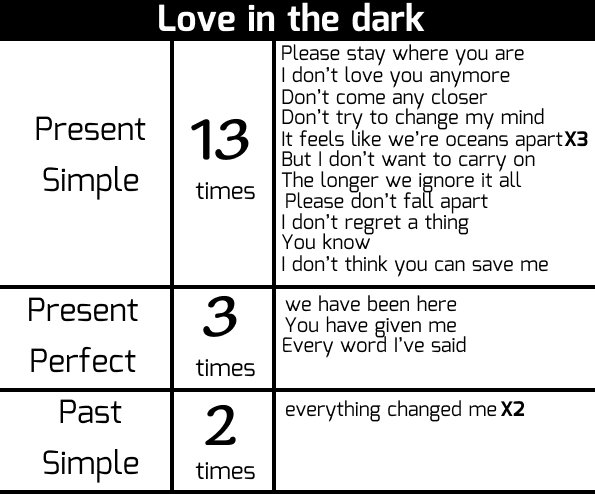 Love in the dark
Present
Simple
13
times
Please stay where you are
I don't love you anymore
Don't come any closer
Don't try to change my mind
It feels like we're oceans apartX3
But I don't want to carry on
The longer we ignore it all
Please don't fall apart
I don't regret a thing
You know
I don't think you can save me
Present
Perfect
3
times
we have been here
You have given me
Every word I've said
Past
Simple
2
times
everything changed me X2